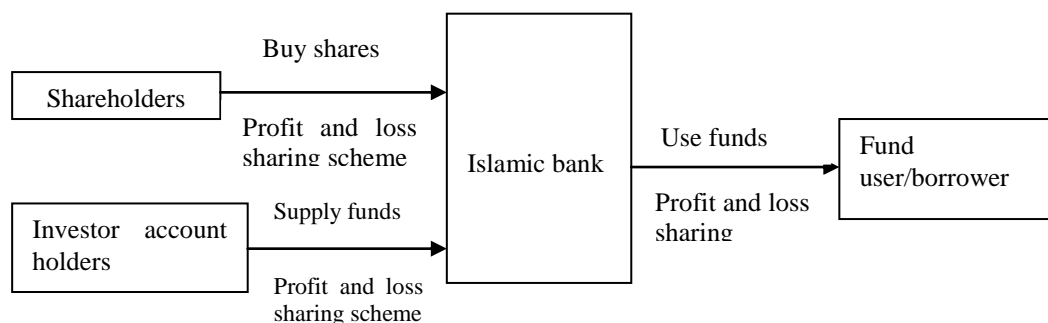 Buy shares
Shareholders
Profit and loss
sharing scheme
Supply funds
Investor account
holders
Profit and loss
sharing scheme
Islamic bank
Use funds
Profit and loss
sharing
Fund
user/borrower